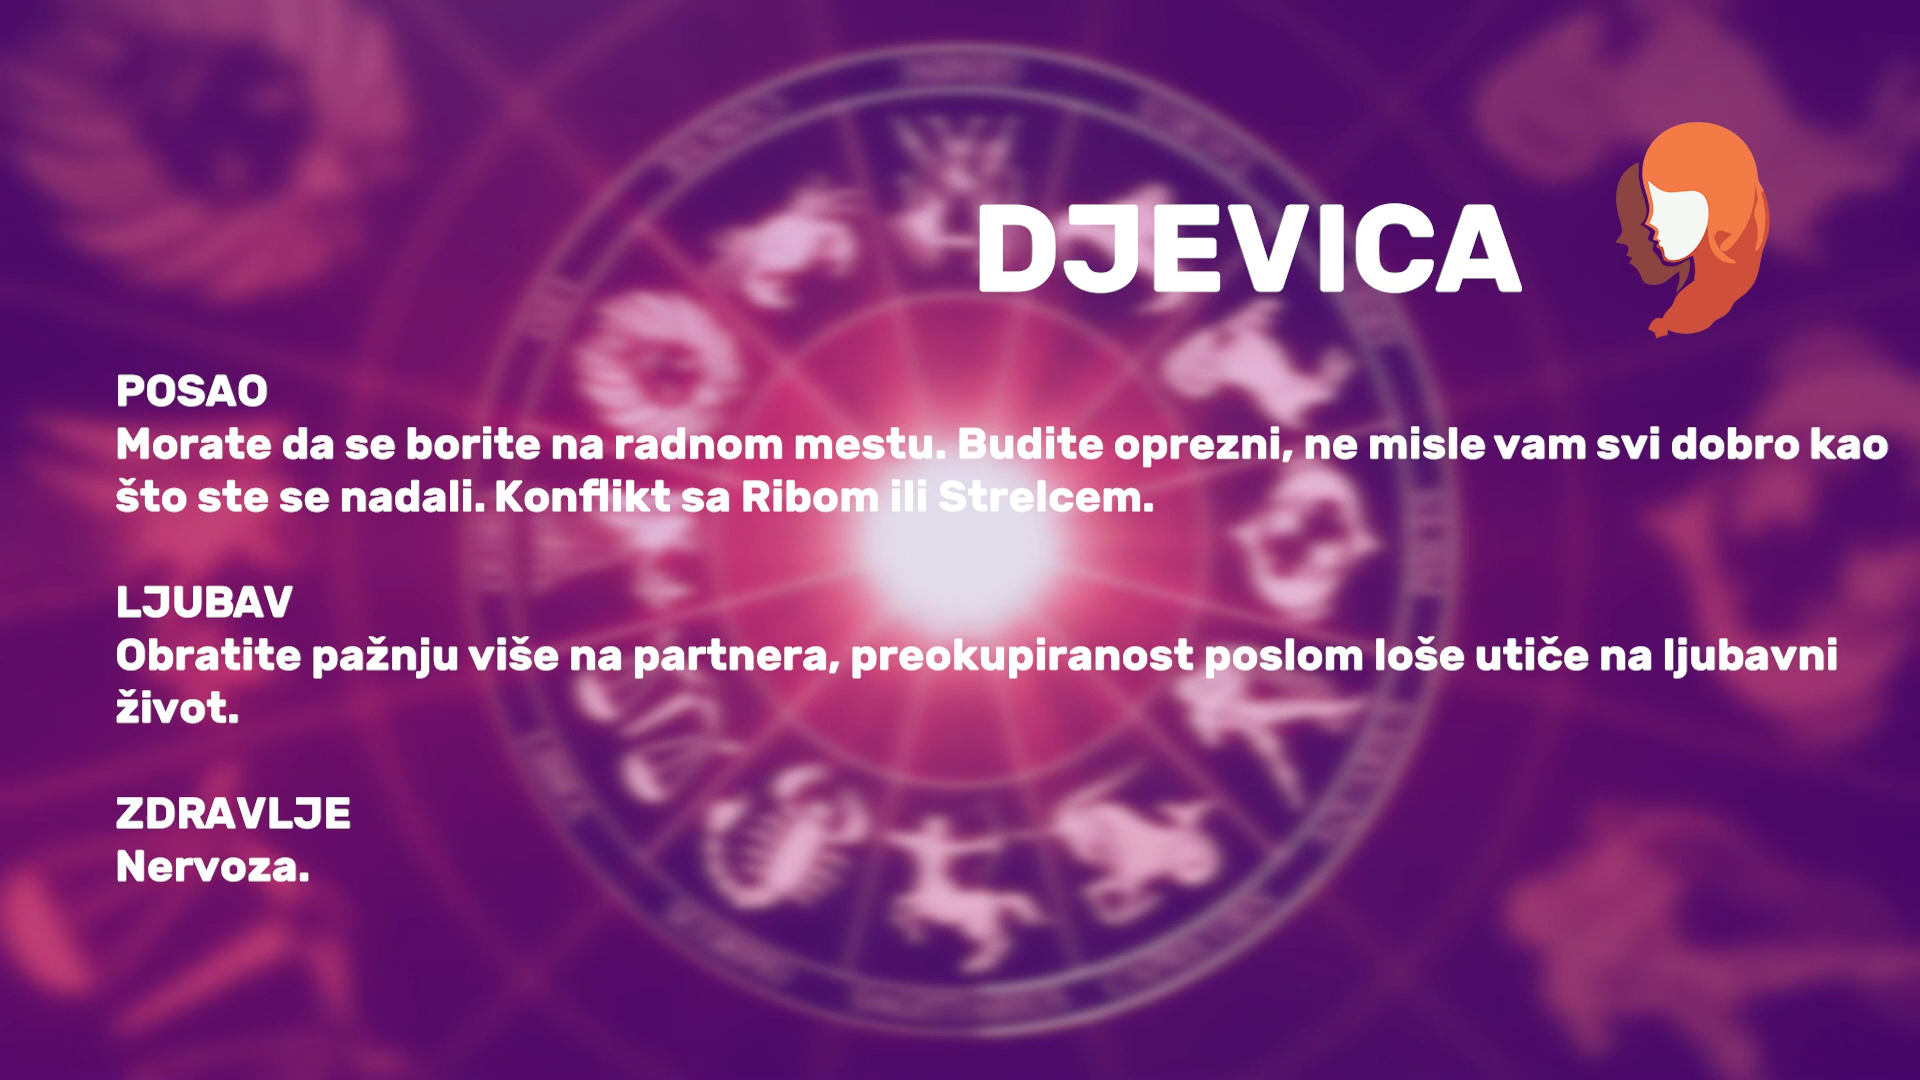 DJEVICA
POSAO
Morate da se borite na radnom mestu. Budite oprezni, ne misle vam svi dobro kao
što ste se nadali. Konflikt sa Ribom ili Strelcem.
LJUBAV
Obratite pažnju više na partnera, preokupiranost poslom loše utiče na ljubavni
život.
ZDRAVLJE
Nervoza.